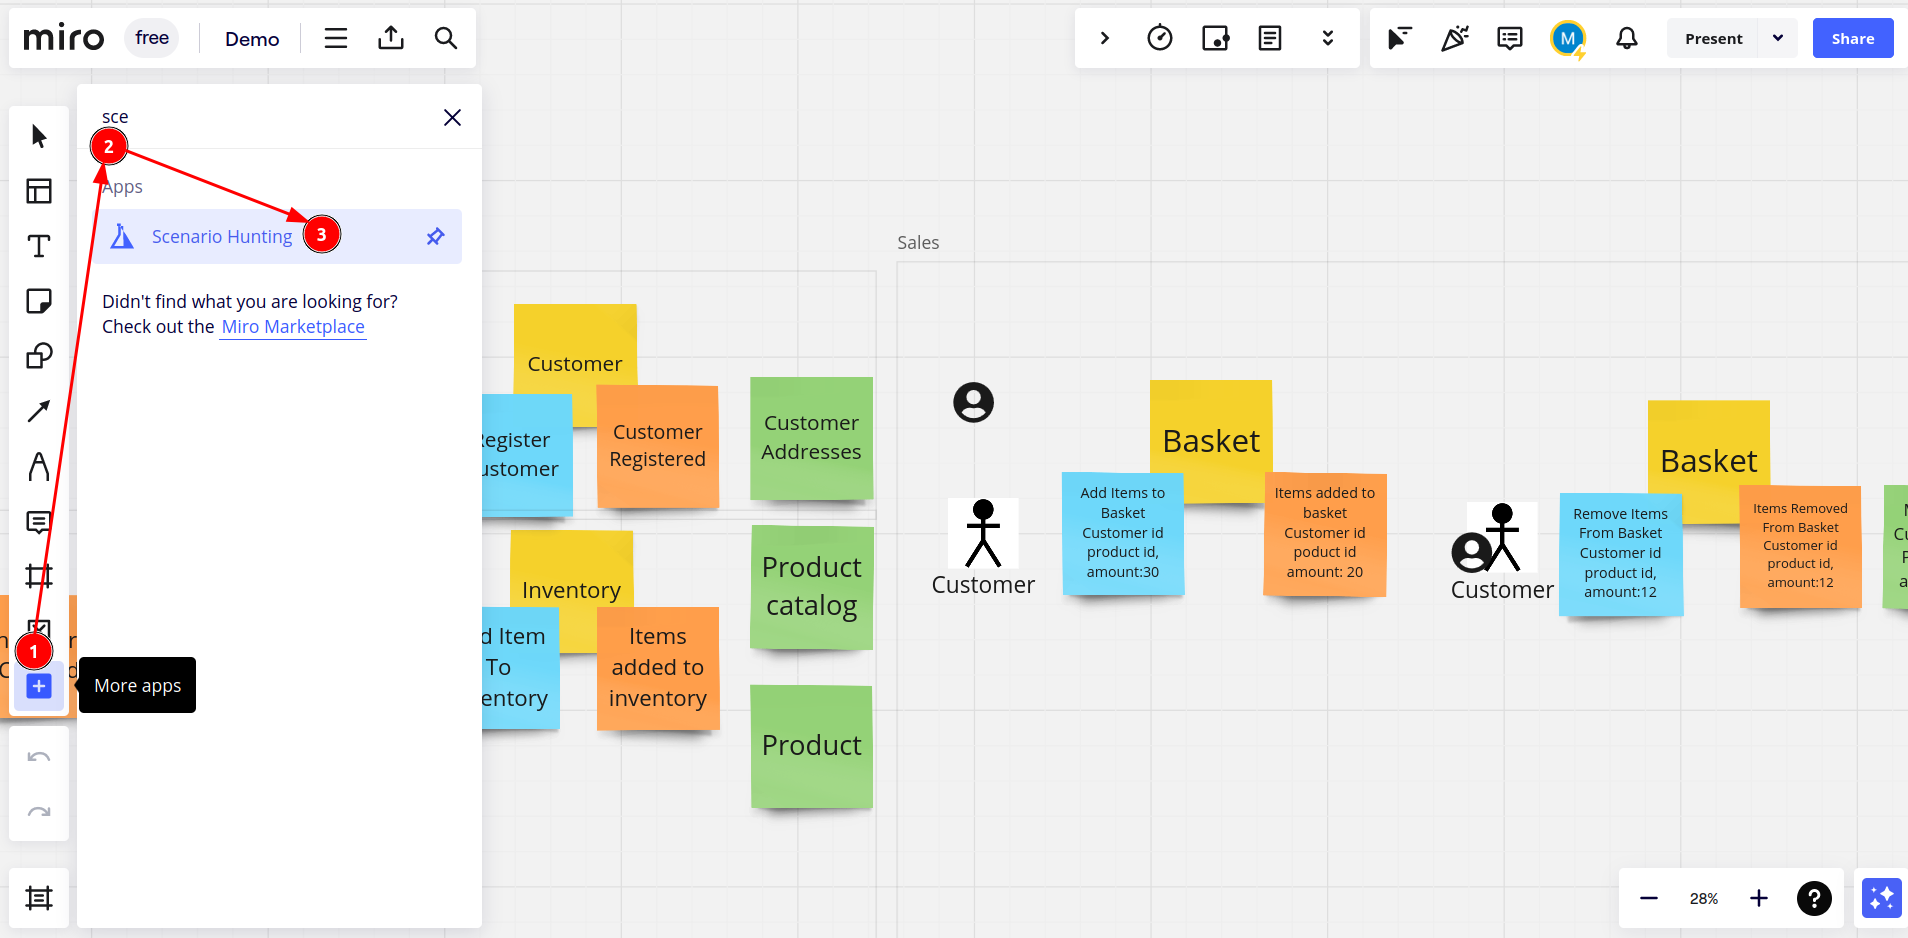 miro
free
Demo
Present
Share
sce
2
Apps
Scenario Hunting
3
Didn't find what you are looking for?
Check out the Miro Marketplace
1
More apps
Customer
Register
Customer
Registered
Customer
Addresses
Inventory
d Item
To
entory
Items
added to
inventory
Product
catalog
Product
Sales
Customer
Basket
Add Items to
Basket
Customer id
product id,
amount:30
Items added to
basket
Customer id
poduct id
amount: 20
Customer
Basket
Remove Items
From Basket
Customer id
product id,
amount:12
Items Removed
From Basket
Customer id
product id,
amount:12
M
28%
?